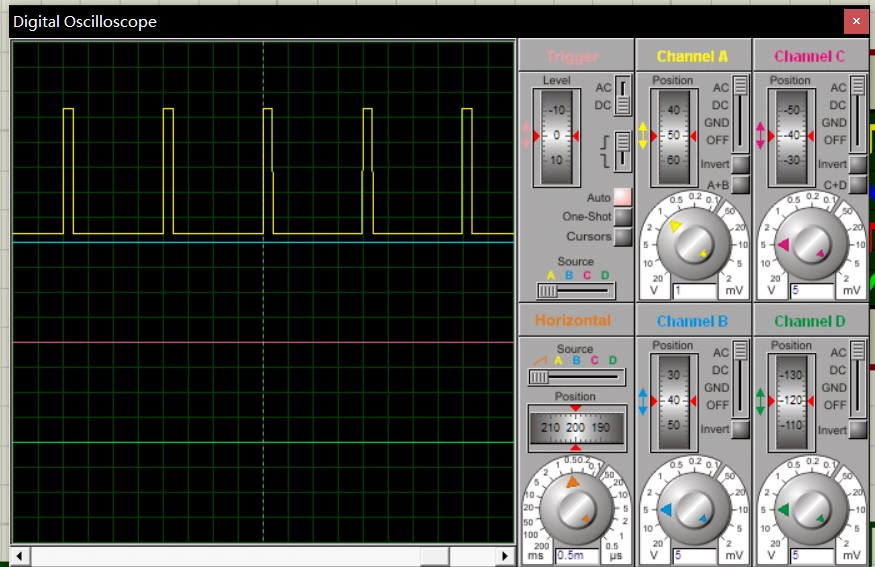 Digital Oscilloscope
×
Trigger
Level
-10
0
10
AC
DC
Auto
One-Shot
Cursors
Source
A B C D
Channel A
Position
40
50
60
AC
DC
GND
OFF
Invert
A+B
5
2
1
0.5
0.2
0.1
50
20
10
5
2
10
20
V
1
mV
Channel C
Position
-50
-40
-30
AC
DC
GND
OFF
Invert
C+D
5
2
1
0.5
0.2
0.1
50
20
10
5
2
10
20
V
5
mV
Horizontal
Source
A B C D
Position
210 200 190
200
100
50
20
10
5
2
1
0.5
0.2
0.1
50
20
10
5
2
1
0.5
ms
0.5m
µs
Channel B
Position
30
40
50
AC
DC
GND
OFF
Invert
5
2
1
0.5
0.2
0.1
50
20
10
5
2
10
20
V
5
mV
Channel D
Position
-130
-120
-110
AC
DC
GND
OFF
Invert
5
2
1
0.5
0.2
0.1
50
20
10
5
2
10
20
V
5
mV